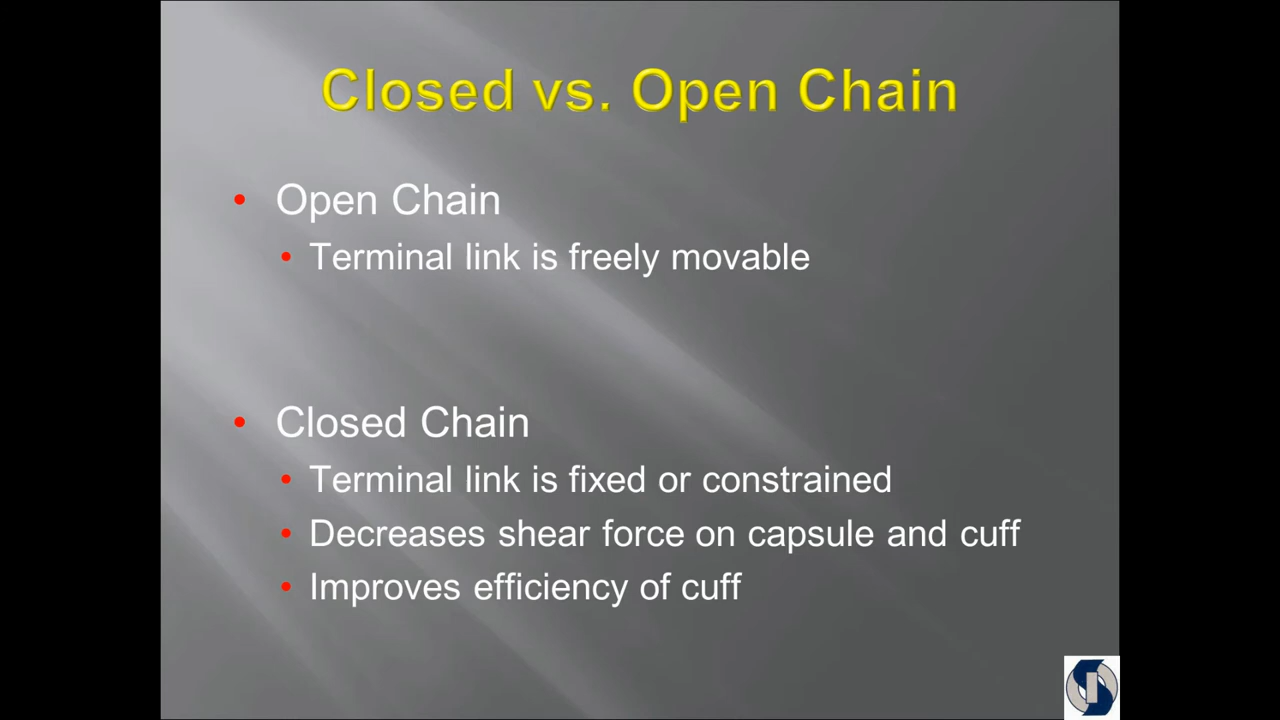 Closed vs. Open Chain
• Open Chain
• Terminal link is freely movable
• Closed Chain
• Terminal link is fixed or constrained
• Decreases shear force on capsule and cuff
• Improves efficiency of cuff